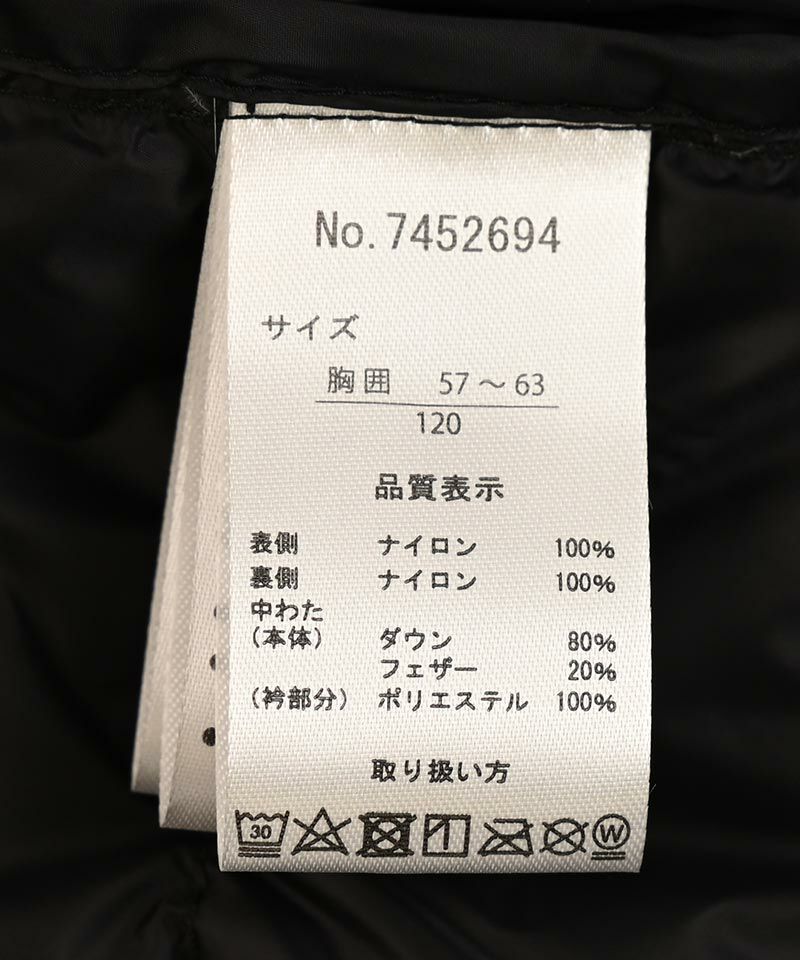 No. 7452694
サイズ
胸囲 57～63
120
品質表示
表側 ナイロン 100%
裏側 ナイロン 100%
中わた
(本体) ダウン 80%
フェザー 20%
(衿部分) ポリエステル 100%
取り扱い方
30 W